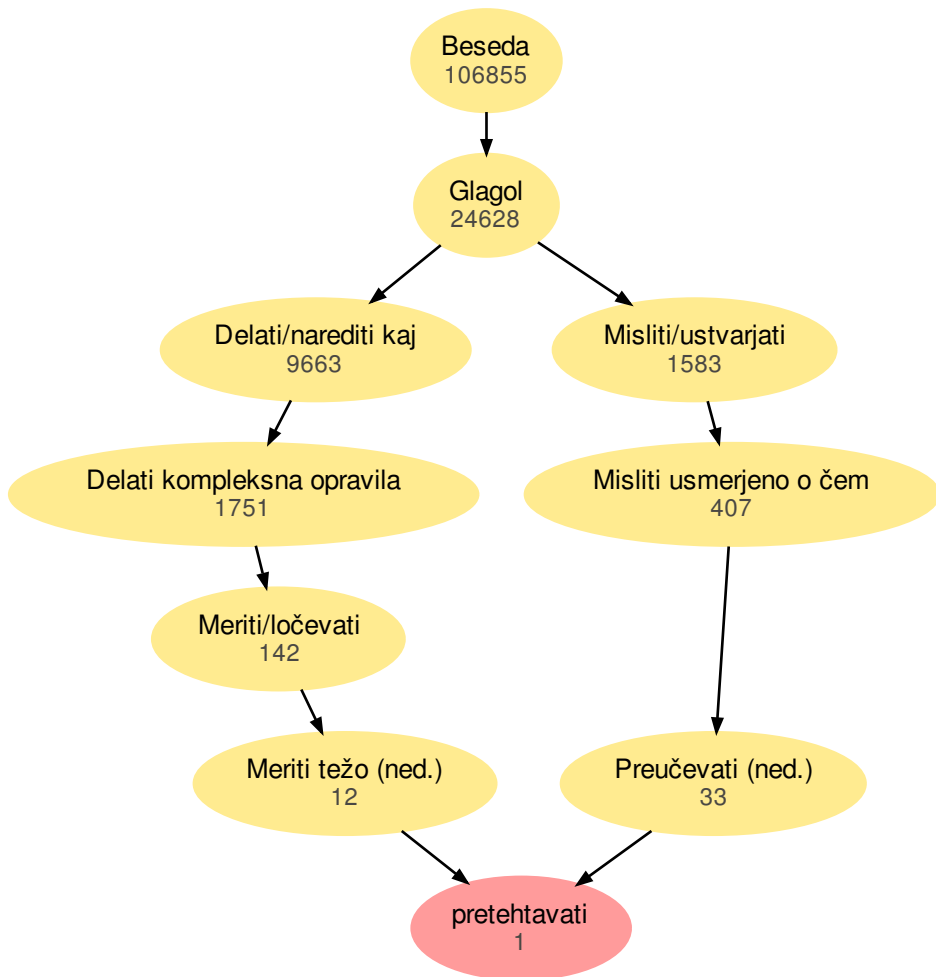 Beseda
106855
Glagol
24628
Delati/narediti kaj
9663
Misliti/ustvarjati
1583
Delati kompleksna opravila
1751
Misliti usmerjeno o čem
407
Meriti/ločevati
142
Meriti težo (ned.)
12
Preučevati (ned.)
33
pretehtavati
1